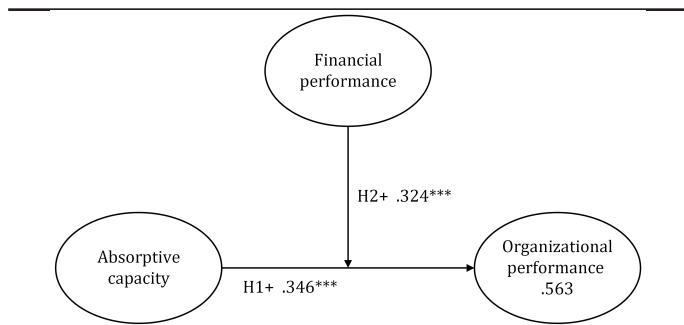 Financial
performance
H2+ .324***
Absorptive
capacity
Organizational
performance
.563
H1+ .346***